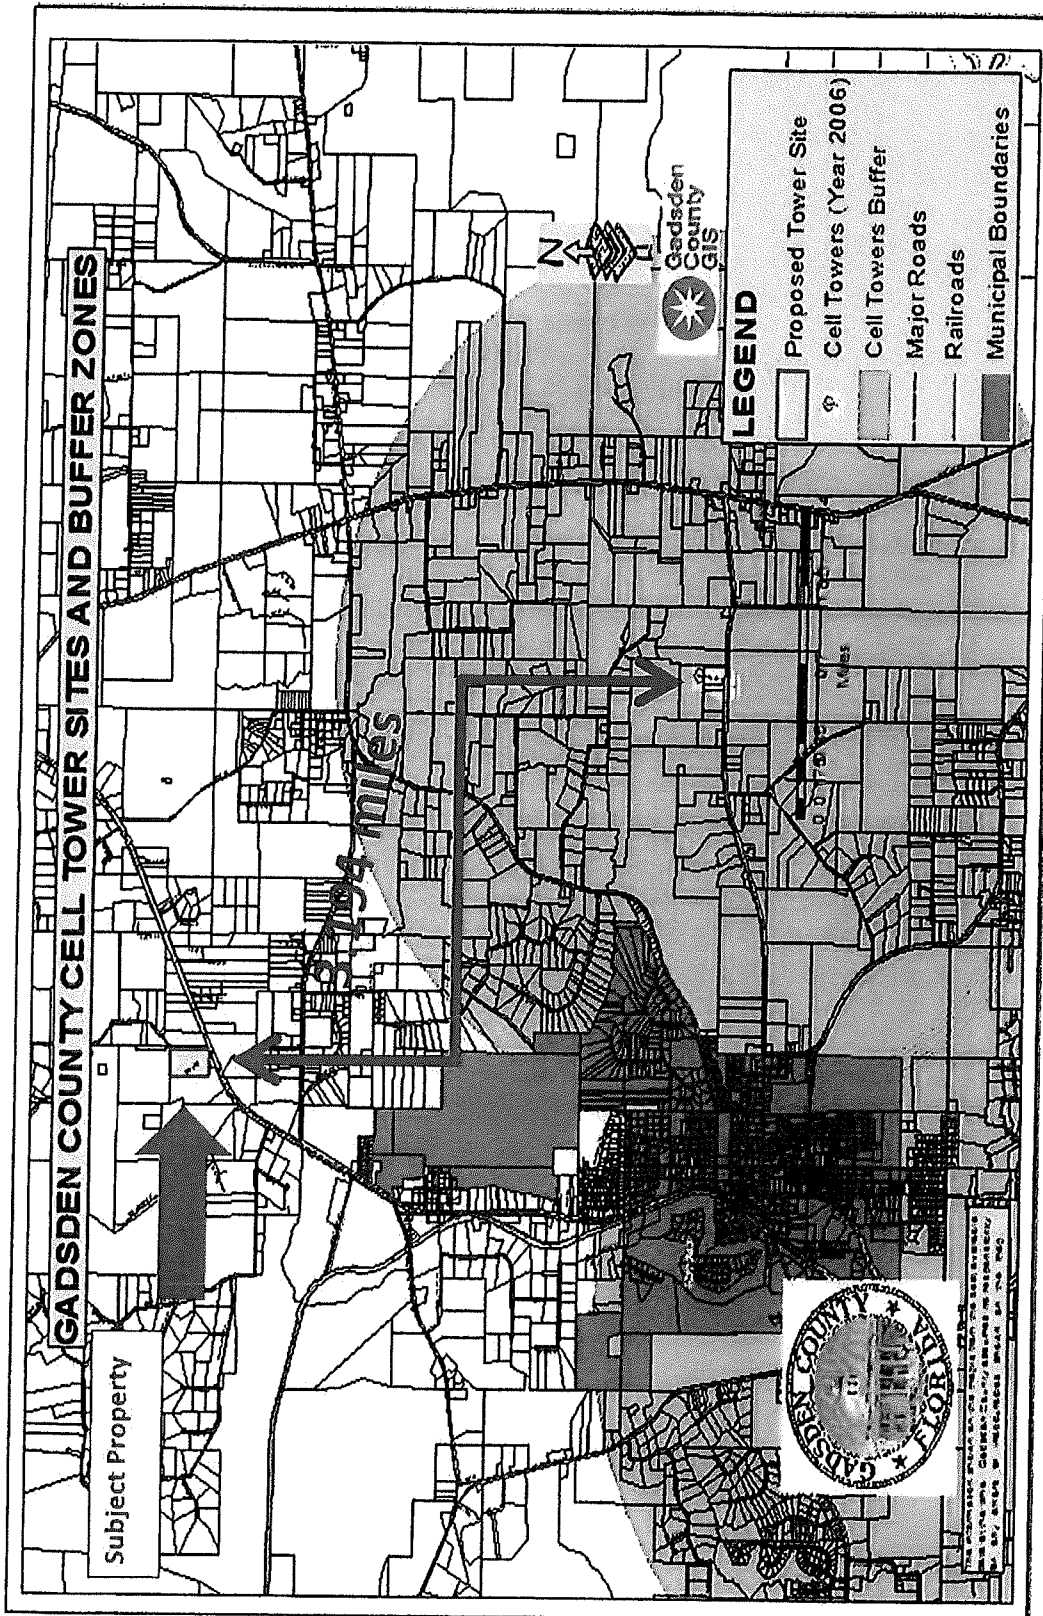 GADSDEN COUNTY CELL TOWER SITES AND BUFFER ZONES
Subject Property
3.194 miles
N
Gadsden
County
GIS
LEGEND
Proposed Tower Site
Cell Towers (Year 2006)
Cell Towers Buffer
Major Roads
Railroads
Municipal Boundaries
Miles
GADSDEN COUNTY
FLORIDA